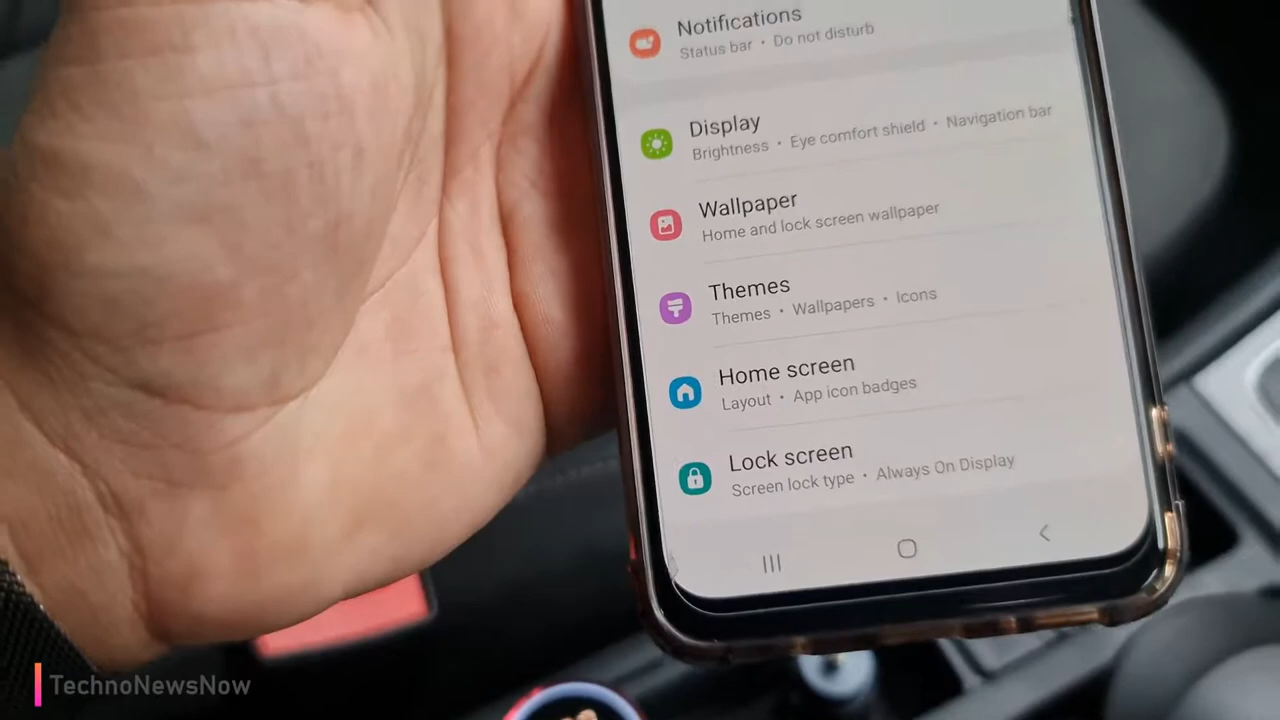 Notifications
Status bar • Do not disturb
Display
Brightness • Eye comfort shield • Navigation bar
Wallpaper
Home and lock screen wallpaper
Themes
Themes • Wallpapers • Icons
Home screen
Layout • App icon badges
Lock screen
Screen lock type • Always On Display
TechnoNewsNow